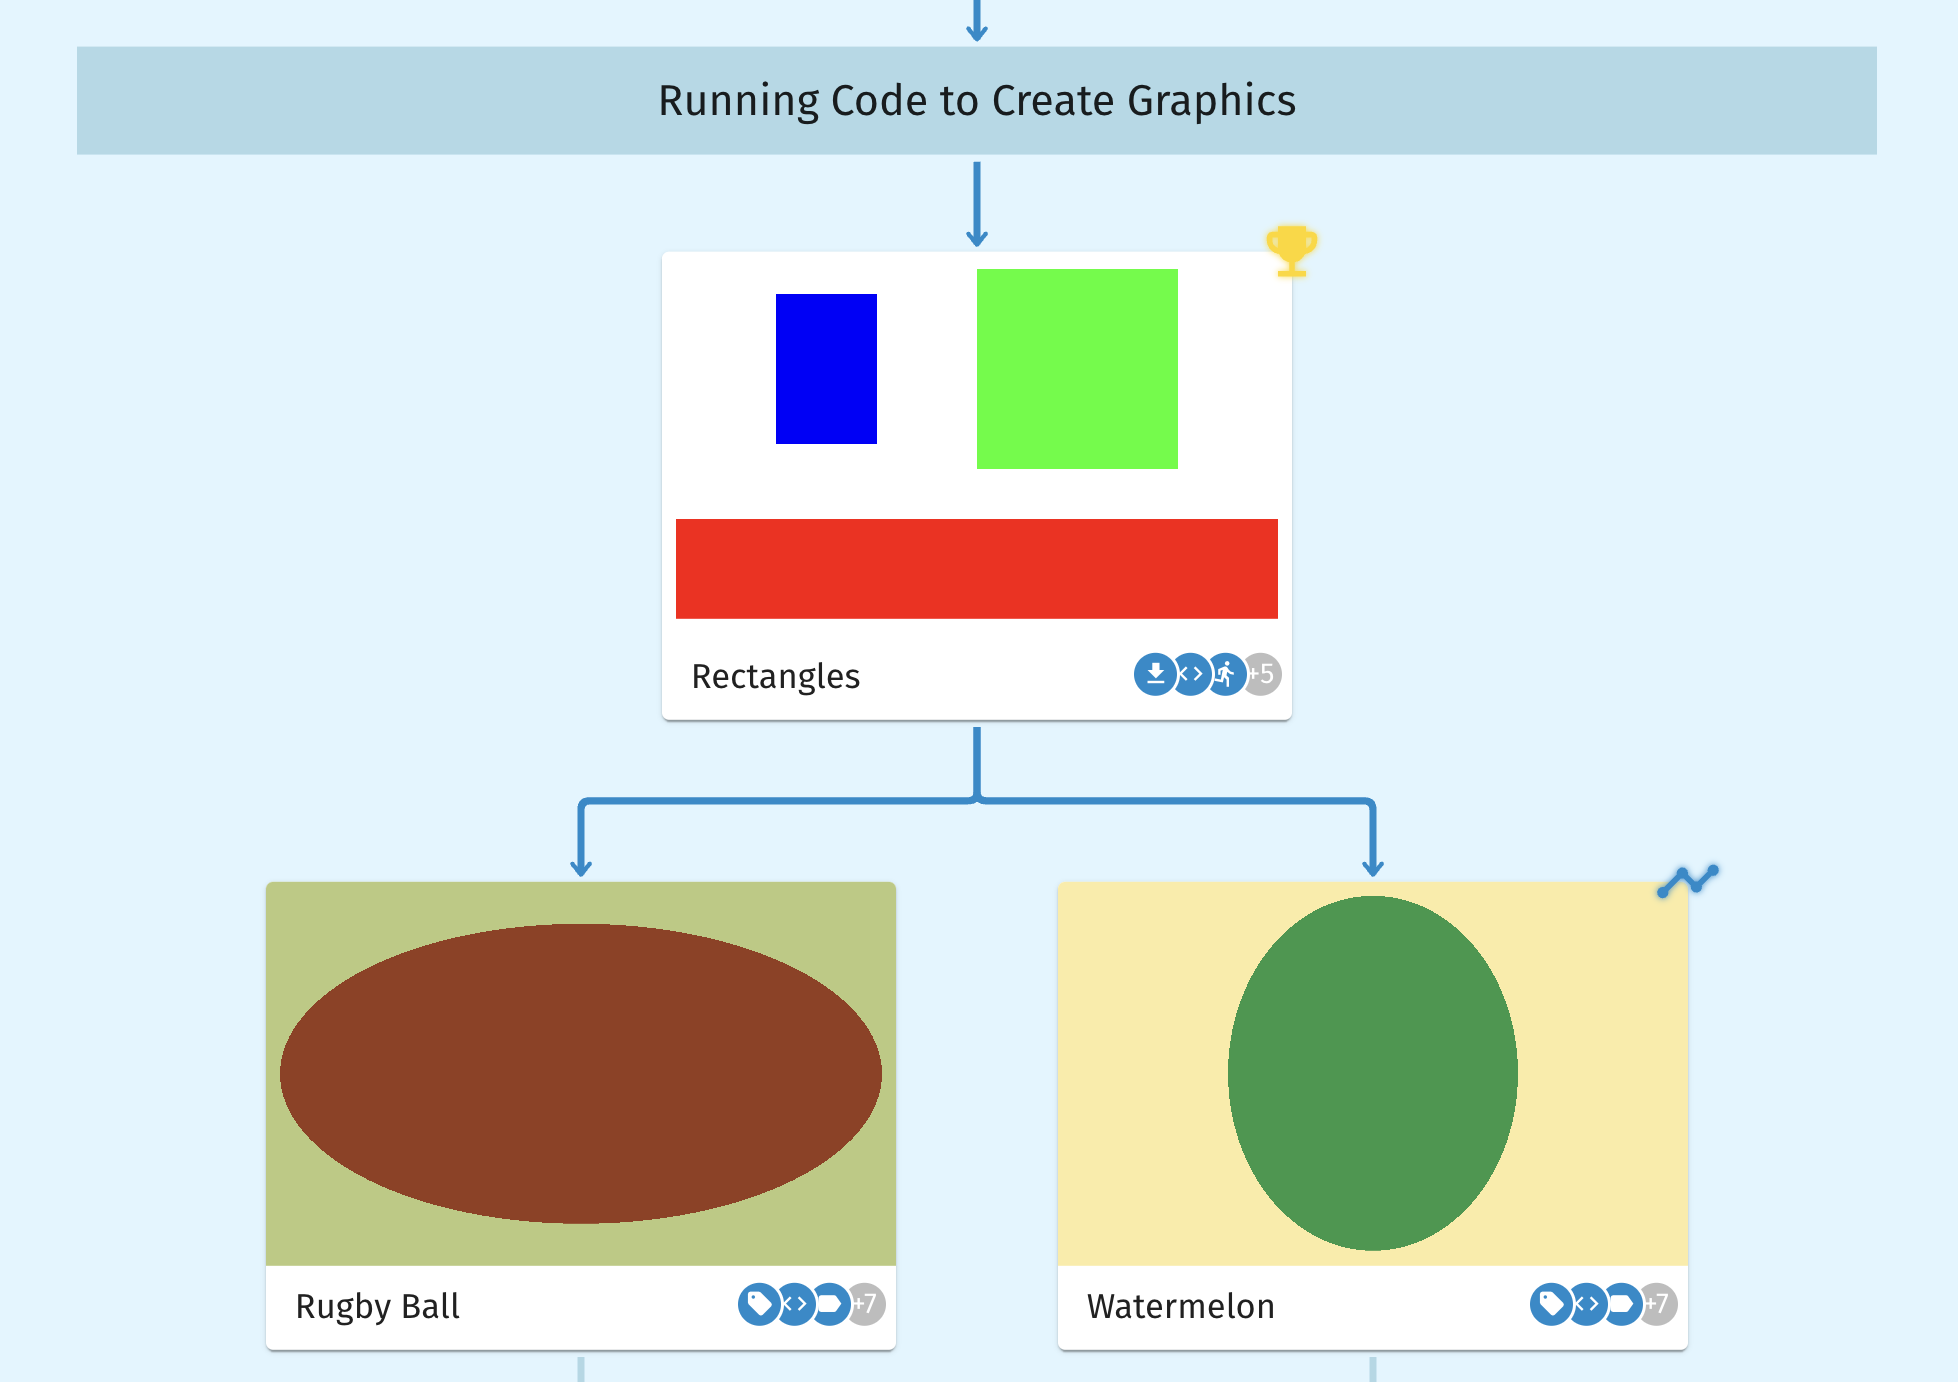 Running Code to Create Graphics
Rectangles
+5
Rugby Ball
+7
Watermelon
+7